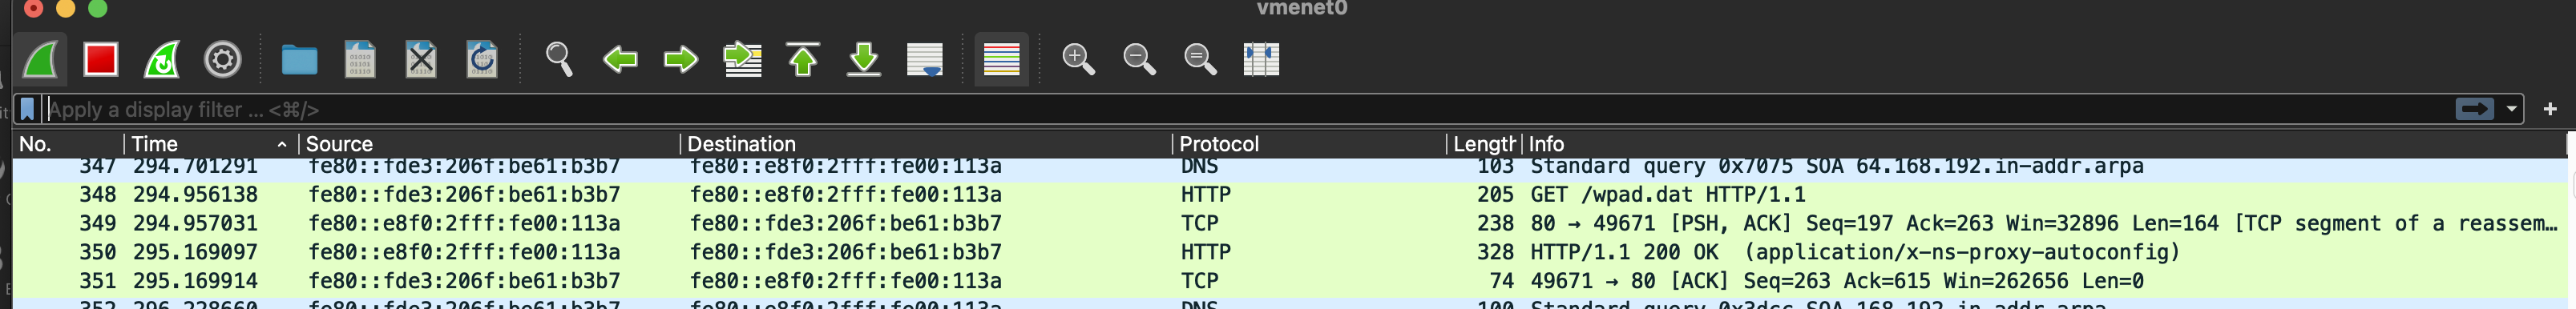 vmenet0
Apply a display filter ... <⌘/>
No. Time Source Destination Protocol Length Info
347 294.701291 fe80::fde3:206f:be61:b3b7 fe80::e8f0:2fff:fe00:113a DNS 103 Standard query 0x7075 SOA 64.168.192.in-addr.arpa
348 294.956138 fe80::fde3:206f:be61:b3b7 fe80::e8f0:2fff:fe00:113a HTTP 205 GET /wpad.dat HTTP/1.1
349 294.957031 fe80::e8f0:2fff:fe00:113a fe80::fde3:206f:be61:b3b7 TCP 238 80 → 49671 [PSH, ACK] Seq=197 Ack=263 Win=32896 Len=164 [TCP segment of a reassem…
350 295.169097 fe80::e8f0:2fff:fe00:113a fe80::fde3:206f:be61:b3b7 HTTP 328 HTTP/1.1 200 OK (application/x-ns-proxy-autoconfig)
351 295.169914 fe80::fde3:206f:be61:b3b7 fe80::e8f0:2fff:fe00:113a TCP 74 49671 → 80 [ACK] Seq=263 Ack=615 Win=262656 Len=0
352 296.228660 fe80::fde3:206f:be61:b3b7 fe80::e8f0:2fff:fe00:113a DNS 100 Standard query 0x3dcc SOA 168.192.in-addr.arpa